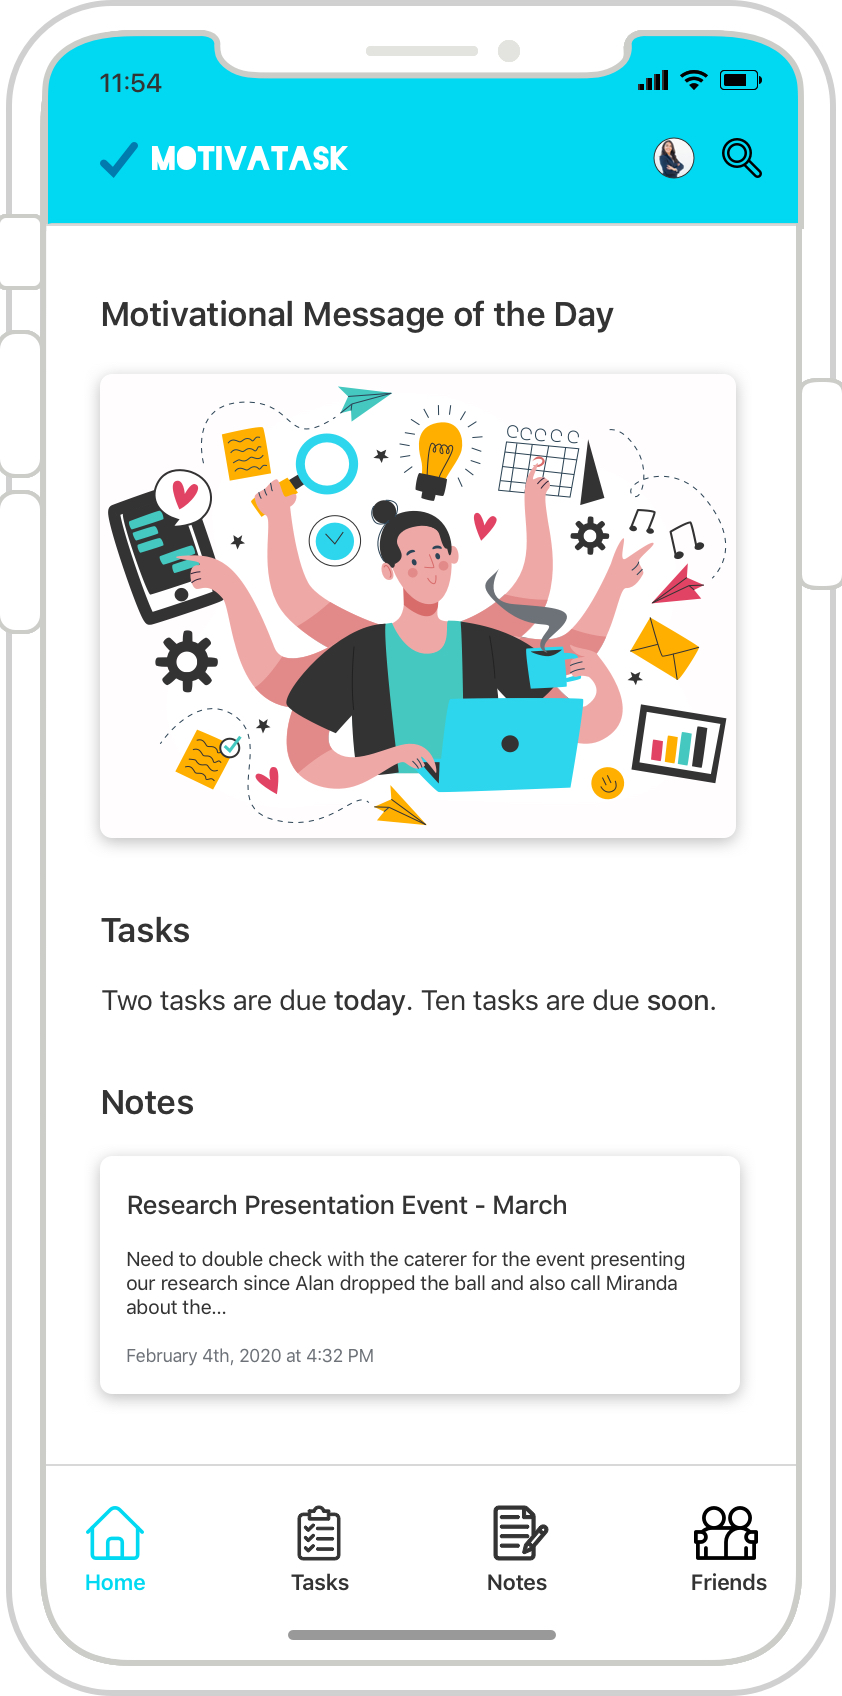 11:54
MOTIVATASK
Motivational Message of the Day
Tasks
Two tasks are due today. Ten tasks are due soon.
Notes
Research Presentation Event - March
Need to double check with the caterer for the event presenting
our research since Alan dropped the ball and also call Miranda
about the...
February 4th, 2020 at 4:32 PM
Home
Tasks
Notes
Friends